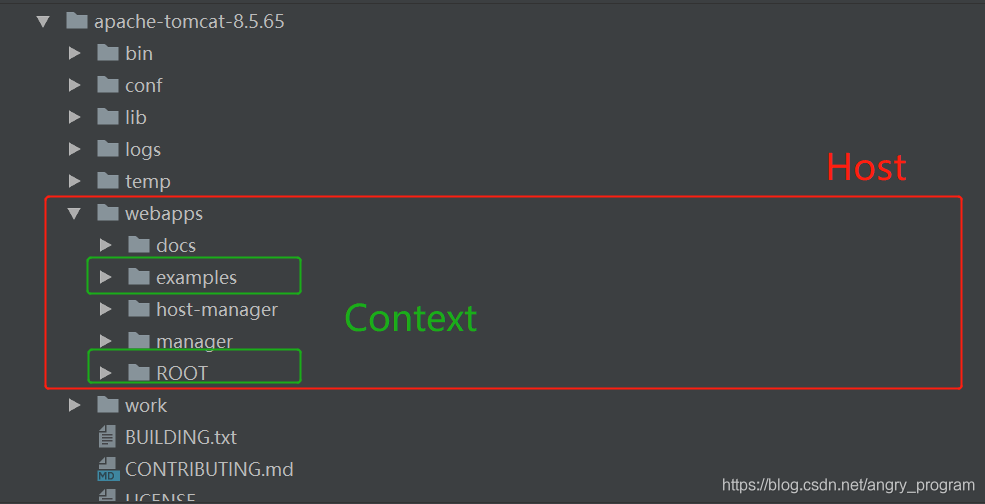 apache-tomcat-8.5.65
bin
conf
lib
logs
temp
Host
webapps
docs
examples
host-manager
Context
manager
ROOT
work
BUILDING.txt
MD CONTRIBUTING.md
LICENSE
https://blog.csdn.net/angry_program